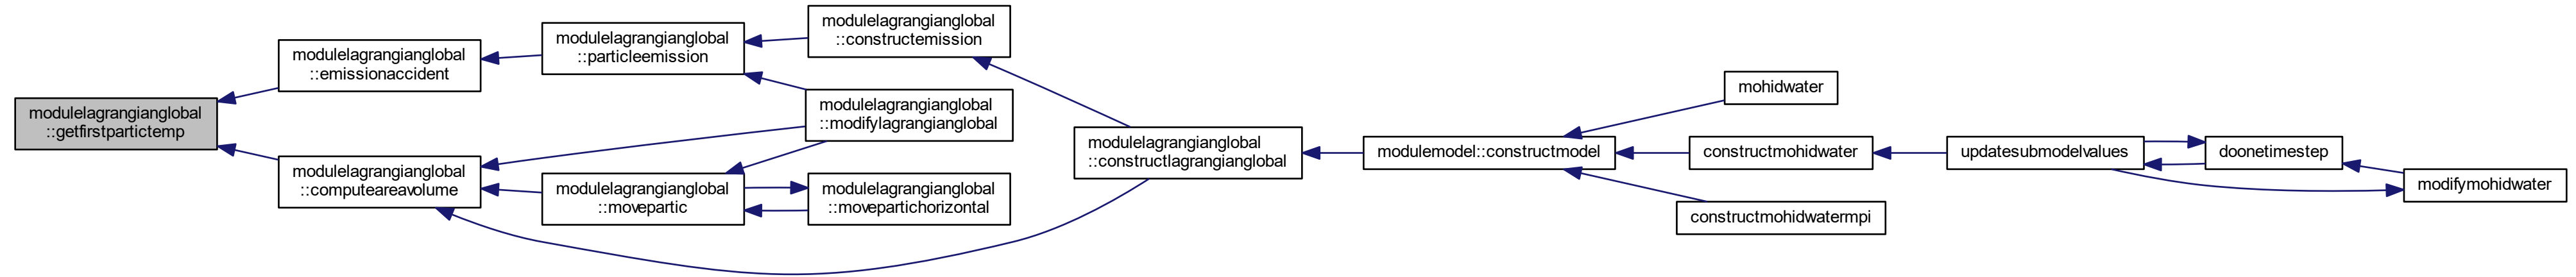 modulelagrangianglobal
::getfirstpartictemp
modulelagrangianglobal
::emissionaccident
modulelagrangianglobal
::computeareavolume
modulelagrangianglobal
::particleemission
modulelagrangianglobal
::movepartic
modulelagrangianglobal
::constructemission
modulelagrangianglobal
::modifylagrangianglobal
modulelagrangianglobal
::movepartichorizontal
modulelagrangianglobal
::constructlagrangianglobal
modulemodel::constructmodel
mohidwater
constructmohidwater
constructmohidwatermpi
updatesubmodelvalues
doonetimestep
modifymohidwater